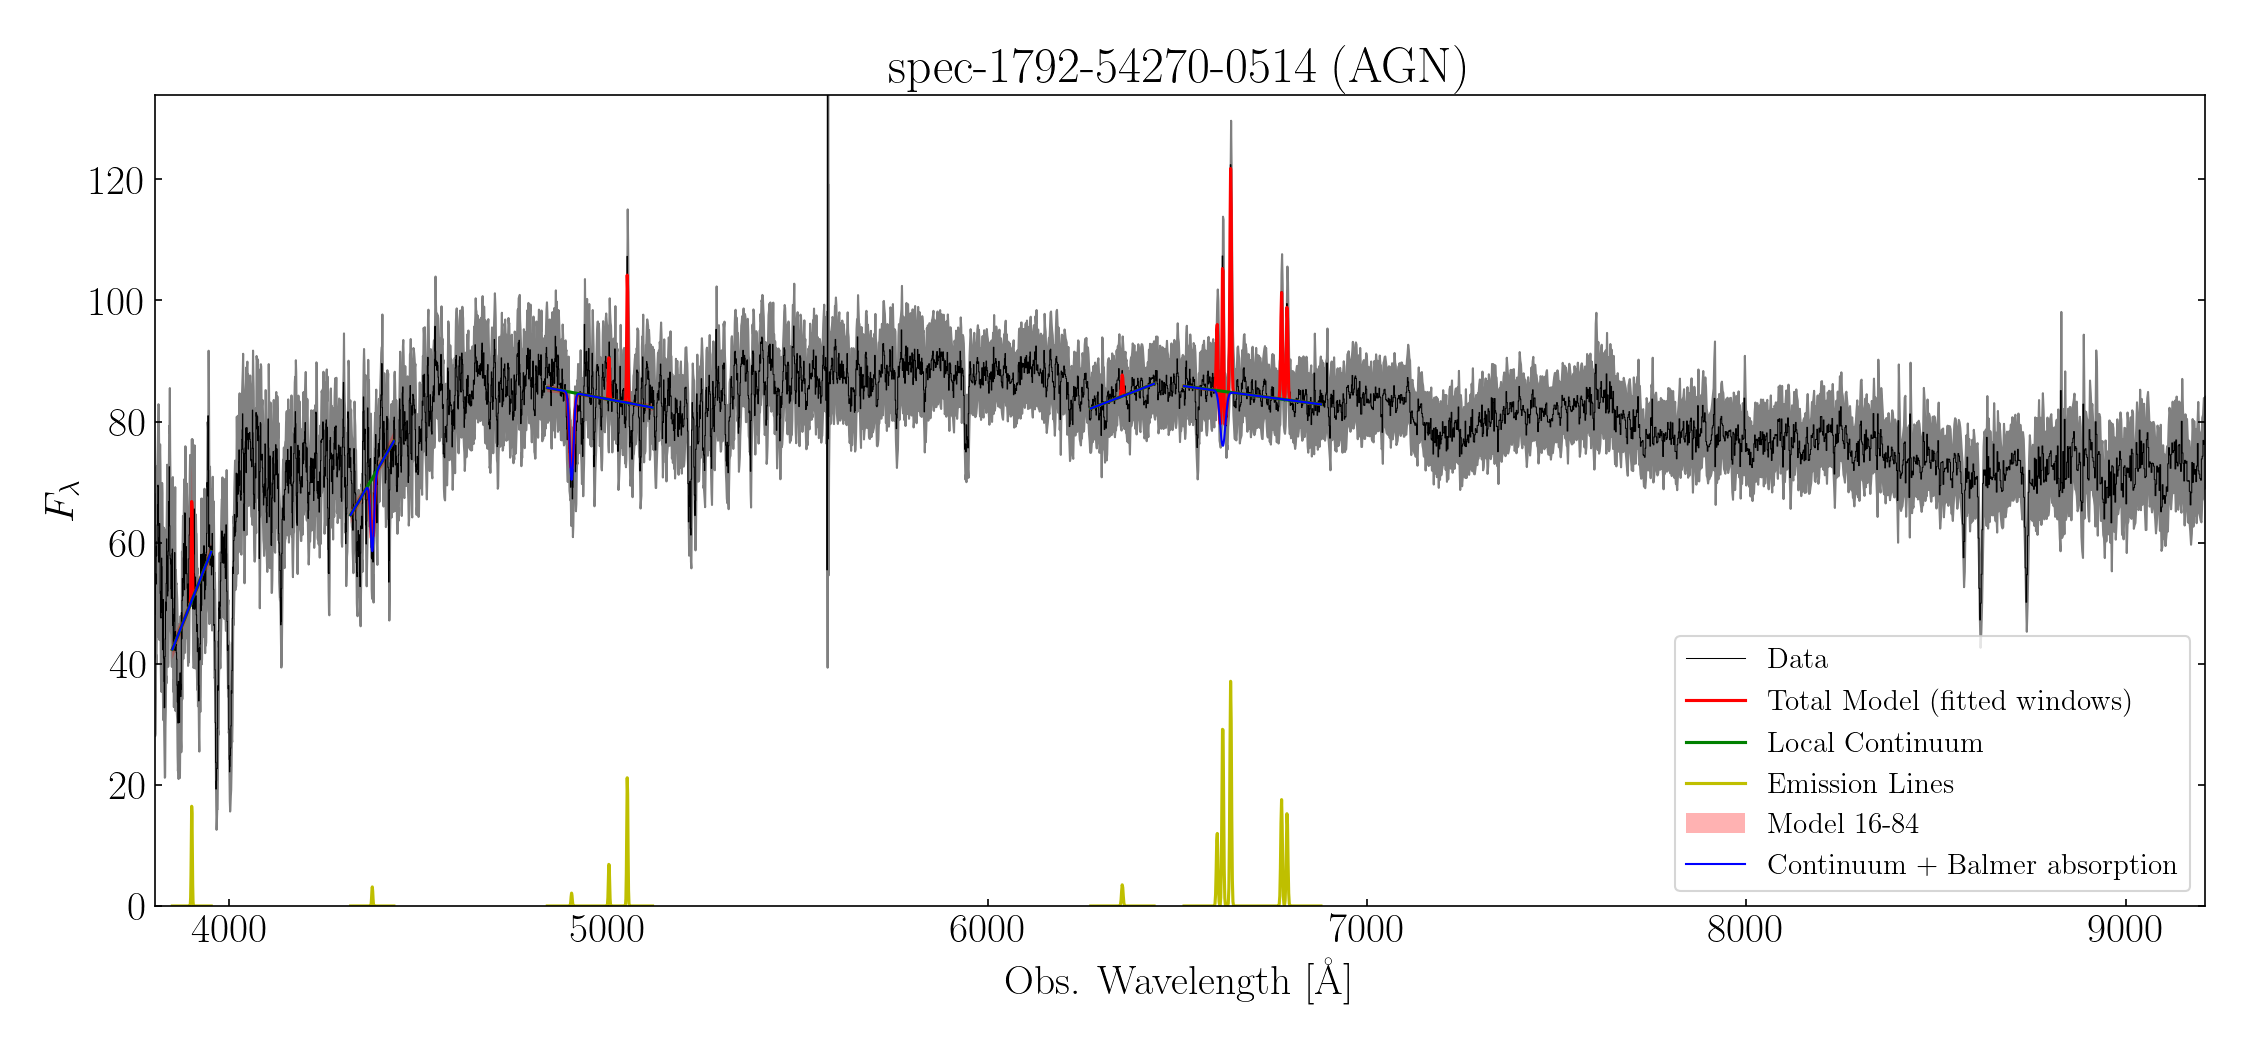 spec-1792-54270-0514 (AGN)
120
100
80
60
40
20
0
F_λ
4000 5000 6000 7000 8000 9000
Obs. Wavelength [Å]
Data
Total Model (fitted windows)
Local Continuum
Emission Lines
Model 16-84
Continuum + Balmer absorption